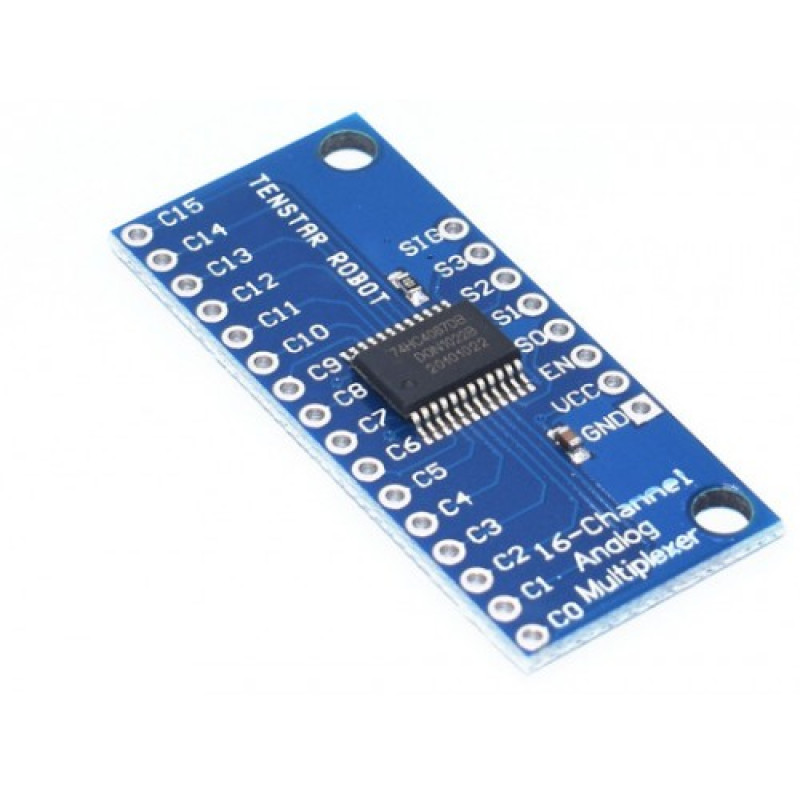 C15
C14
C13
C12
C11
C10
C9
C8
C7
C6
C5
C4
C3
C2
C1
C0
TENSTAR ROBOT
74HC4067DB
20101022
SIG
S3
S2
S1
S0
EN
VCC
GND
16-Channel
Analog
Multiplexer